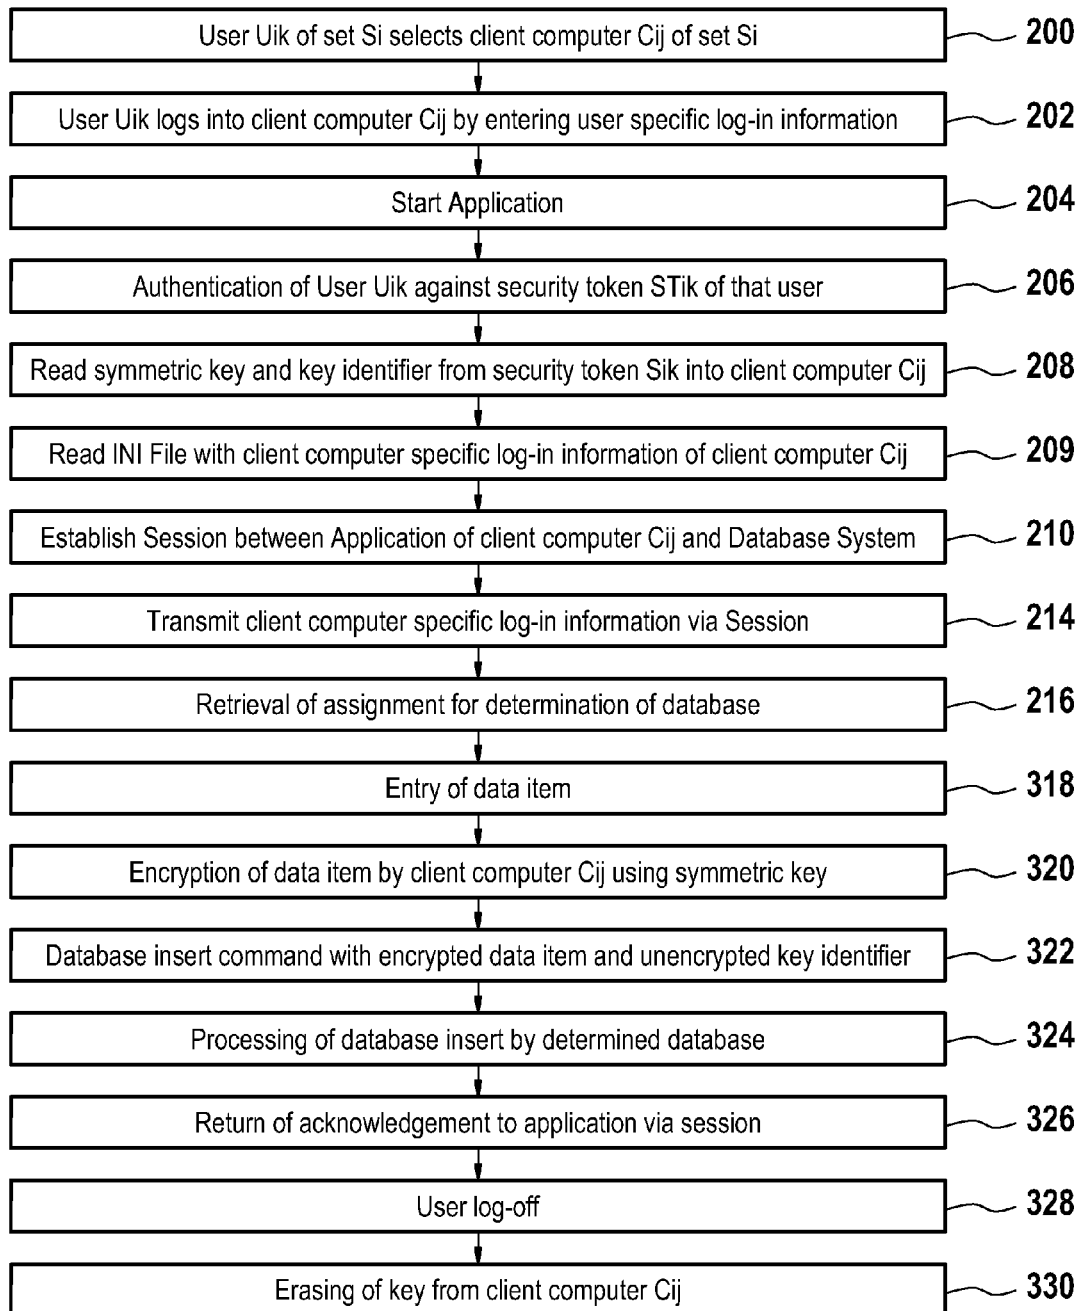 User Uik of set Si selects client computer Cij of set Si 200
User Uik logs into client computer Cij by entering user specific log-in information 202
Start Application 204
Authentication of User Uik against security token STik of that user 206
Read symmetric key and key identifier from security token Sik into client computer Cij 208
Read INI File with client computer specific log-in information of client computer Cij 209
Establish Session between Application of client computer Cij and Database System 210
Transmit client computer specific log-in information via Session 214
Retrieval of assignment for determination of database 216
Entry of data item 318
Encryption of data item by client computer Cij using symmetric key 320
Database insert command with encrypted data item and unencrypted key identifier 322
Processing of database insert by determined database 324
Return of acknowledgement to application via session 326
User log-off 328
Erasing of key from client computer Cij 330